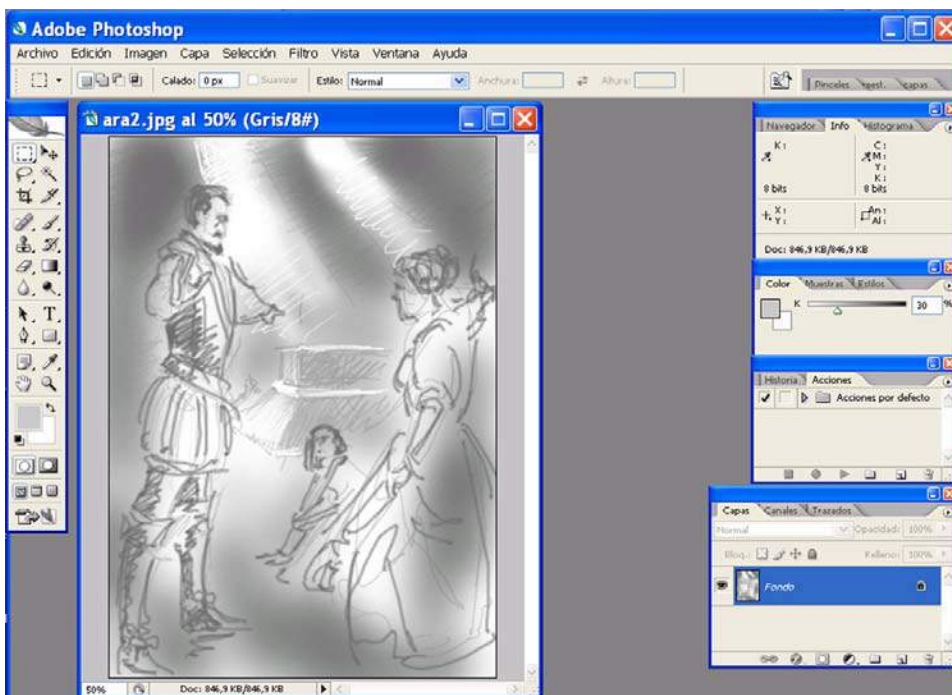 Adobe Photoshop
Archivo Edición Imagen Capa Selección Filtro Vista Ventana Ayuda
Calado: 0 px Suavizar Estilo: Normal Anchura: Altura:
Pinceles gest. capas
ara2.jpg al 50% (Gris/8#)
Navegador Info Histograma
K: C:
M:
Y:
K:
8 bits 8 bits
X: An:
Y: Al:
Doc: 846,9 KB/846,9 KB
Color Muestras Estilos
K 30 %
Historia Acciones
Acciones por defecto
Capas Canales Trazados
Normal Opacidad: 100%
Bloq.: Relleno: 100%
Fondo
50% Doc: 846,9 KB/846,9 KB